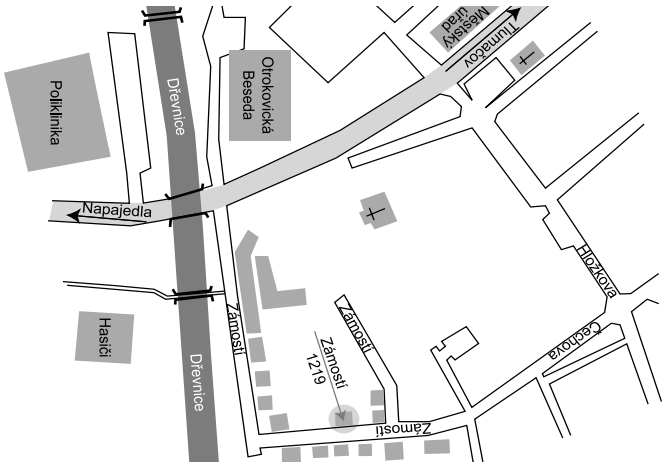 Městský
úřad
Tlumačov
Otrokovická
Beseda
Poliklinika
Dřevnice
Napajedla
Hložkova
Zámostí
Zámostí
Zámostí
1219
Čechova
Hasiči
Dřevnice
Zámostí